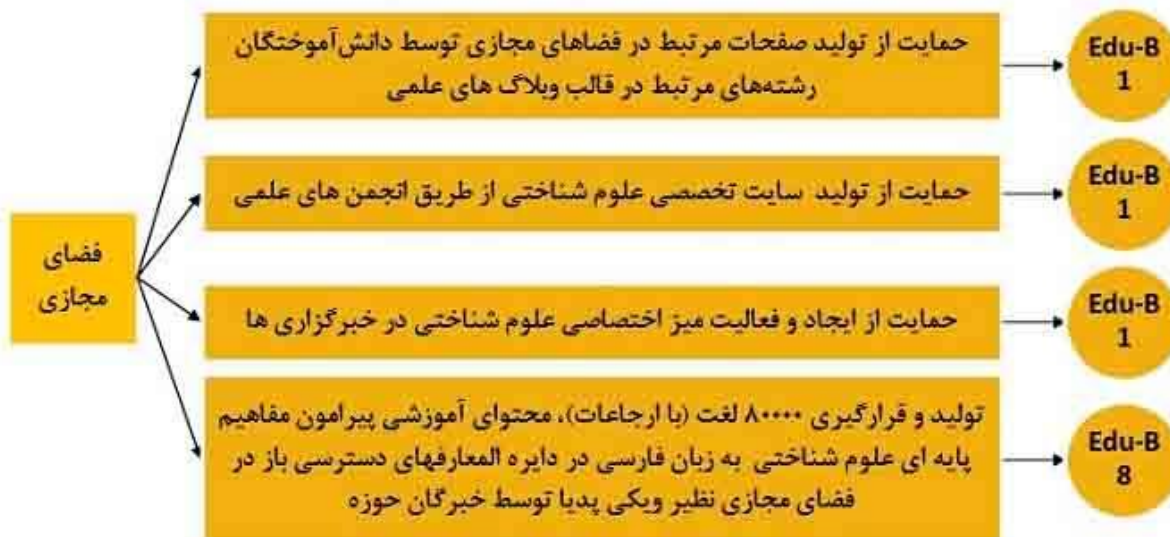 فضای
مجازی
حمایت از تولید صفحات مرتبط در فضاهای مجازی توسط دانش‌آموختگان
رشته‌های مرتبط در قالب وبلاگ های علمی
Edu-B
1
حمایت از تولید سایت تخصصی علوم شناختی از طریق انجمن های علمی
Edu-B
1
حمایت از ایجاد و فعالیت میز اختصاصی علوم شناختی در خبرگزاری ها
Edu-B
1
تولید و قرارگیری ۸۰۰۰۰ لغت (با ارجاعات)، محتوای آموزشی پیرامون مفاهیم
پایه ای علوم شناختی به زبان فارسی در دایره المعارفهای دسترسی باز در
فضای مجازی نظیر ویکی پدیا توسط خبرگان حوزه
Edu-B
8